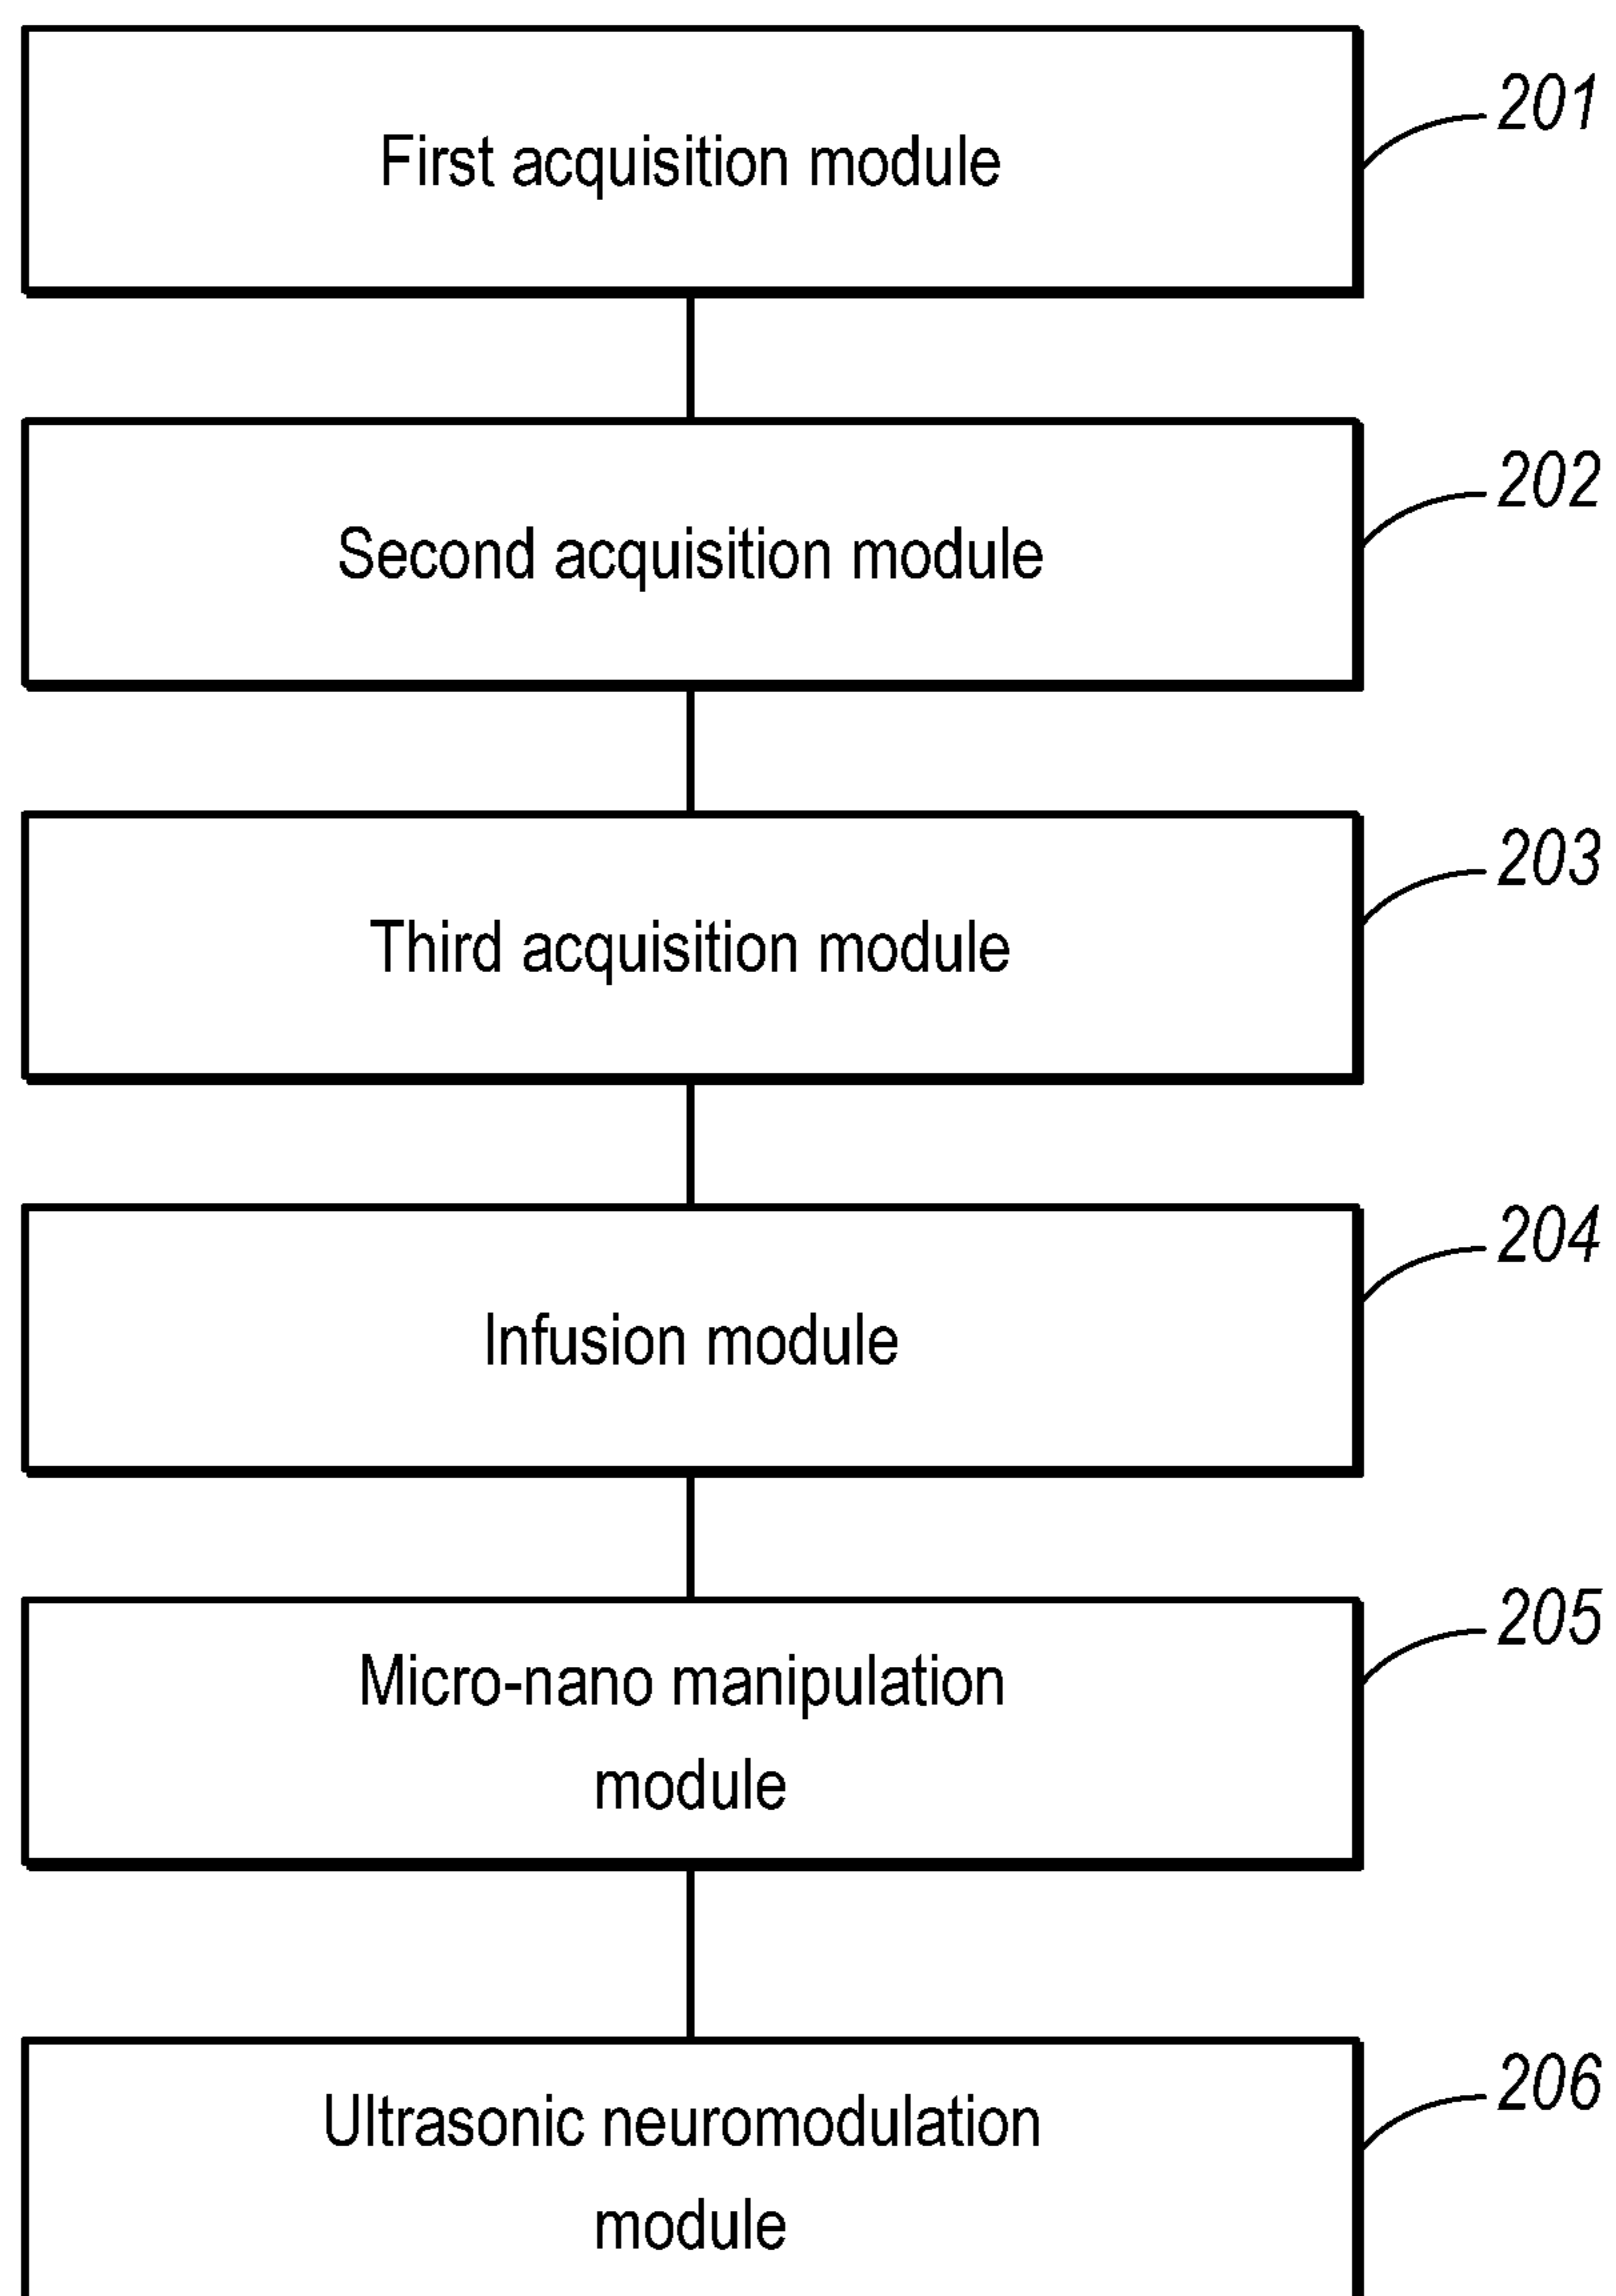 First acquisition module
201
Second acquisition module
202
Third acquisition module
203
Infusion module
204
Micro-nano manipulation
module
205
Ultrasonic neuromodulation
module
206